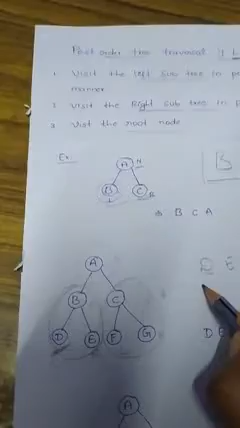 Post order tree traversal
1. Visit the left sub tree in
manner
2 Visit the Right sub tree in
3 Visit the root node
Ex:
A N
B C R
L
B C A
B
A
B C
D E F G
D E
D E
A